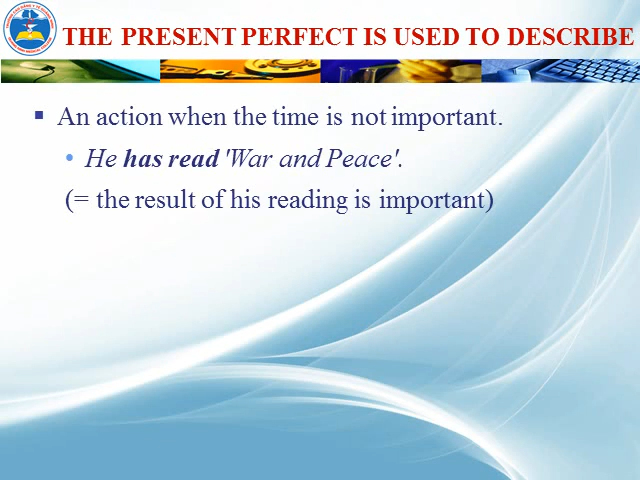 THE PRESENT PERFECT IS USED TO DESCRIBE
An action when the time is not important.
He has read 'War and Peace'.
(= the result of his reading is important)